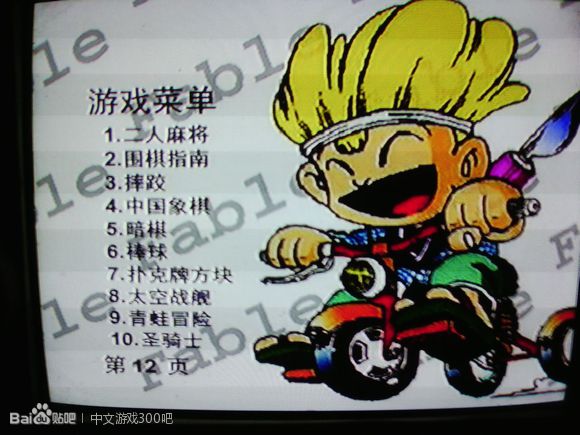 游戏菜单
1.二人麻将
2.围棋指南
3.摔跤
4.中国象棋
5.暗棋
6.棒球
7.扑克牌方块
8.太空战舰
9.青蛙冒险
10.圣骑士
第12页
Fable
Fable
Fable
Fable
Bai贴吧 | 中文游戏300吧